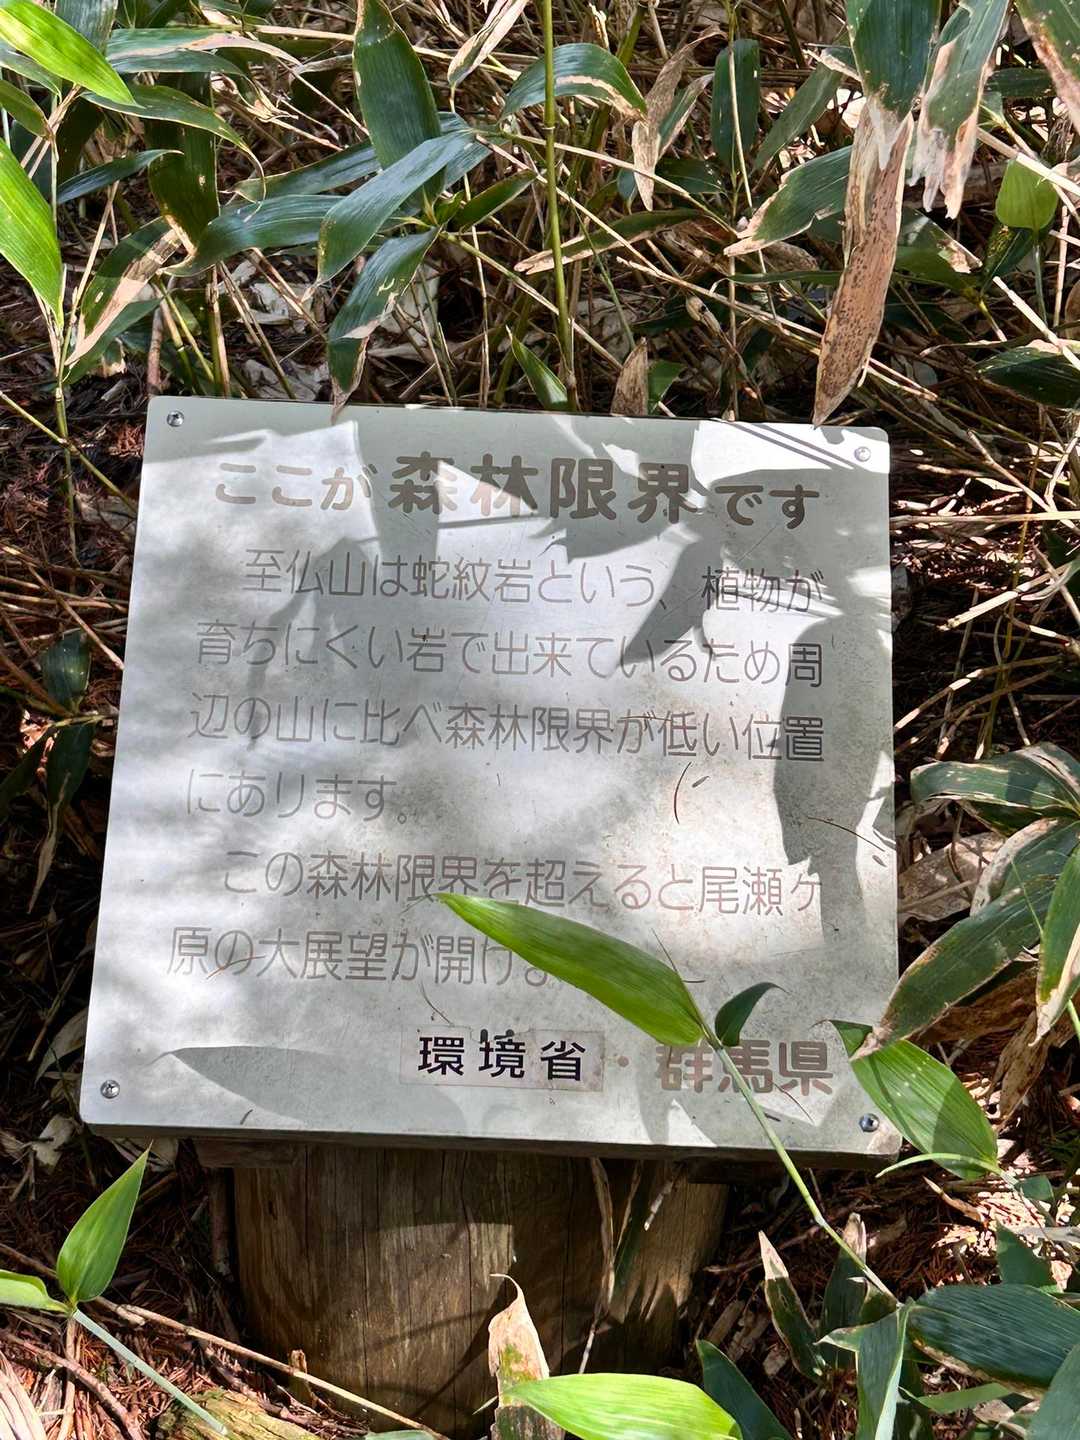 ここが森林限界です
至仏山は蛇紋岩という、植物が
育ちにくい岩で出来ているため周
辺の山に比べ森林限界が低い位置
にあります。
この森林限界を超えると尾瀬ヶ
原の大展望が開けま
環境省・群馬県